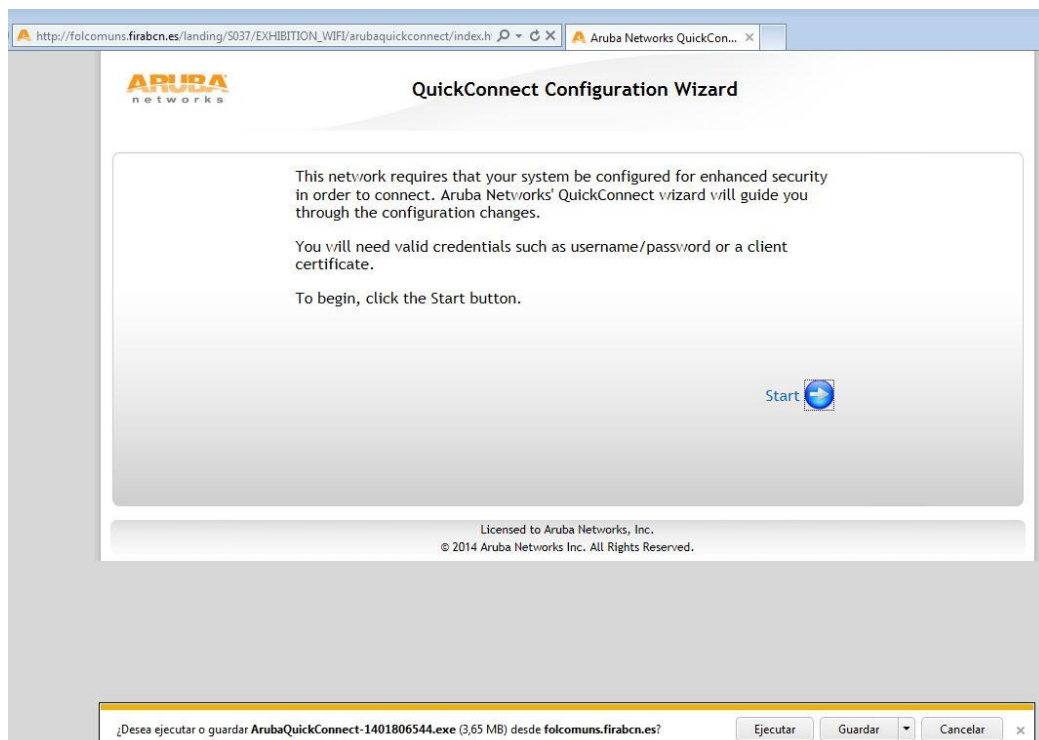 http://folcomuns.firabcn.es/landing/S037/EXHIBITION_WIFI/arubaquickconnect/index.h
Aruba Networks QuickCon...
ARUBA
networks
QuickConnect Configuration Wizard
This network requires that your system be configured for enhanced security
in order to connect. Aruba Networks' QuickConnect wizard will guide you
through the configuration changes.
You will need valid credentials such as username/password or a client
certificate.
To begin, click the Start button.
Start
Licensed to Aruba Networks, Inc.
© 2014 Aruba Networks Inc. All Rights Reserved.
¿Desea ejecutar o guardar ArubaQuickConnect-1401806544.exe (3,65 MB) desde folcomuns.firabcn.es?
Ejecutar
Guardar
Cancelar